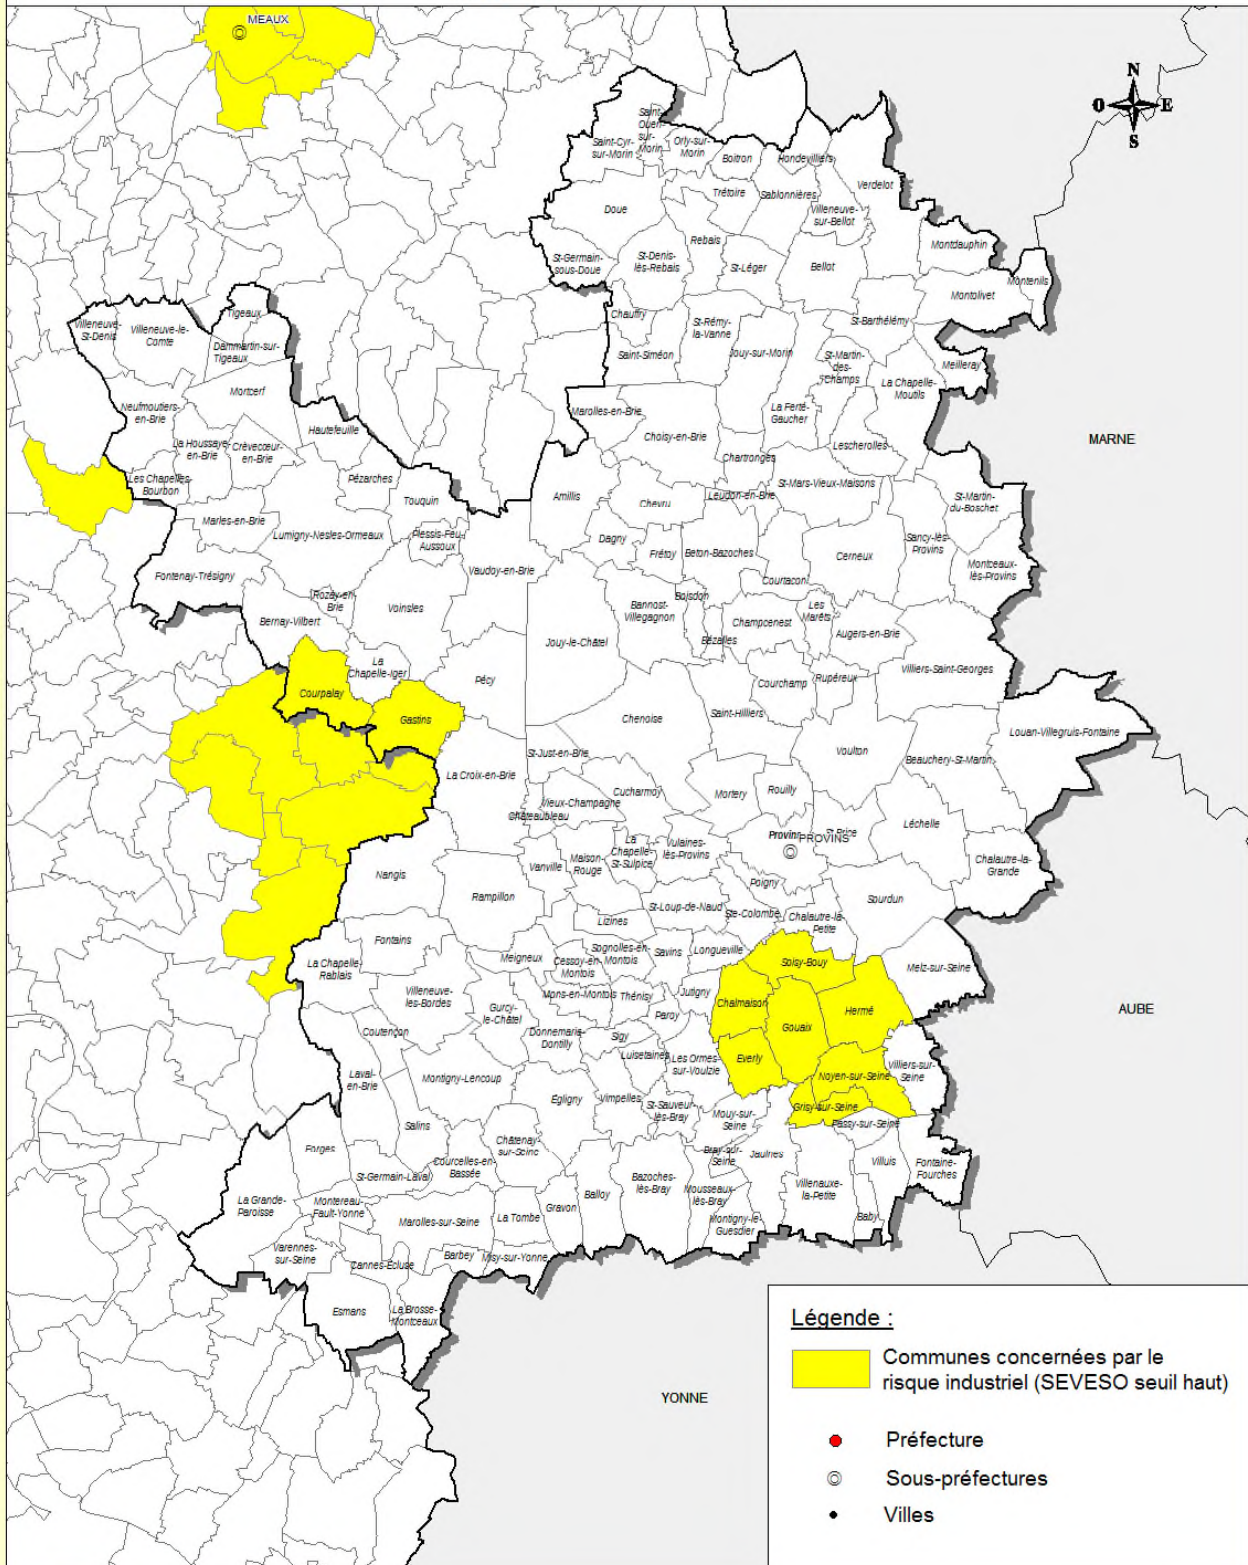 MEAUX
N
O
E
S
Saint-
Ouen-
sur-
Morin
Saint-Cyr-
sur-Morin
Orly-sur-
Morin
Boitron
Hondevilliers
Verdelot
Trétoire
Sablonnières
Villeneuve-
sur-Bellot
Doue
Rebais
Montdauphin
St-Germain-
sous-Doue
St-Denis-
lès-Rebais
St-Léger
Bellot
Montenils
Montolivet
Tigeaux
Chauffry
St-Rémy-
la-Vanne
St-Barthélémy
Villeneuve-
St-Denis
Villeneuve-le-
Comte
Dammartin-sur-
Tigeaux
Saint-Siméon
Jouy-sur-Morin
St-Martin-
des-
Champs
Meilleray
La Chapelle-
Moutils
Mortcerf
Neufmoutiers-
en-Brie
Marolles-en-Brie
La Ferté-
Gaucher
Hautefeuille
Choisy-en-Brie
MARNE
La Houssaye-
en-Brie
Crèvecœur-
en-Brie
Lescherolles
Chartronges
Les Chapelles-
Bourbon
Pézarches
St-Mars-Vieux-Maisons
Touquin
Amillis
Chevru
Leudon-en-Brie
St-Martin-
du-Boschet
Marles-en-Brie
Lumigny-Nesles-Ormeaux
Plessis-Feu-
Aussoux
Dagny
Frétoy
Beton-Bazoches
Cerneux
Sancy-lès-
Provins
Vaudoy-en-Brie
Montceaux-
lès-Provins
Fontenay-Trésigny
Courtacon
Rozay-en-
Brie
Voinsles
Bannost-
Villegagnon
Boisdon
Les
Marêts
Bernay-Vilbert
Champcenest
Augers-en-Brie
Jouy-le-Châtel
Bézalles
La
Chapelle-Iger
Villiers-Saint-Georges
Pécy
Courchamp
Rupéreux
Courpalay
Gastins
Chenoise
Saint-Hilliers
Louan-Villegruis-Fontaine
St-Just-en-Brie
Voulton
Beauchery-St-Martin
La Croix-en-Brie
Cucharmoy
Mortery
Rouilly
Vieux-Champagne
Châteaubleau
Léchelle
Provins
PROVINS
St-Brice
La
Chapelle-
St-Sulpice
Vulaines-
lès-Provins
Vanville
Maison-
Rouge
Chalautre-la-
Grande
Nangis
Rampillon
Poigny
Sourdun
St-Loup-de-Naud
Ste-Colombe
Chalautre-la-
Petite
Lizines
Fontains
Sognolles-en-
Montois
Savins
Longueville
La Chapelle-
Rablais
Meigneux
Cessoy-en-
Montois
Soisy-Bouy
Melz-sur-Seine
Villeneuve-
les-Bordes
Mons-en-Montois
Thénisy
Jutigny
Chalmaison
Hermé
AUBE
Gurcy-
le-Châtel
Paroy
Gouaix
Coutençon
Donnemarie-
Dontilly
Sigy
Luisetaines
Les Ormes-
sur-Voulzie
Everly
Laval-
en-Brie
Montigny-Lencoup
Noyen-sur-Seine
Villiers-sur-
Seine
Égligny
Vimpelles
St-Sauveur-
lès-Bray
Mouy-sur-
Seine
Grisy-sur-Seine
Passy-sur-Seine
Salins
Châtenay-
sur-Seine
Forges
Courcelles-en-
Bassée
Bray-sur-
Seine
Jaulnes
Villuis
Fontaine-
Fourches
St-Germain-Laval
Bazoches-
lès-Bray
Mousseaux-
lès-Bray
Villenauxe-
la-Petite
La Grande-
Paroisse
Montereau-
Fault-Yonne
Balloy
Gravon
La Tombe
Marolles-sur-Seine
Montigny-le-
Guesdier
Baby
Varennes-
sur-Seine
Cannes-Écluse
Barbey
Misy-sur-Yonne
Esmans
La Brosse-
Montceaux
YONNE
Légende :
Communes concernées par le
risque industriel (SEVESO seuil haut)
Préfecture
Sous-préfectures
Villes